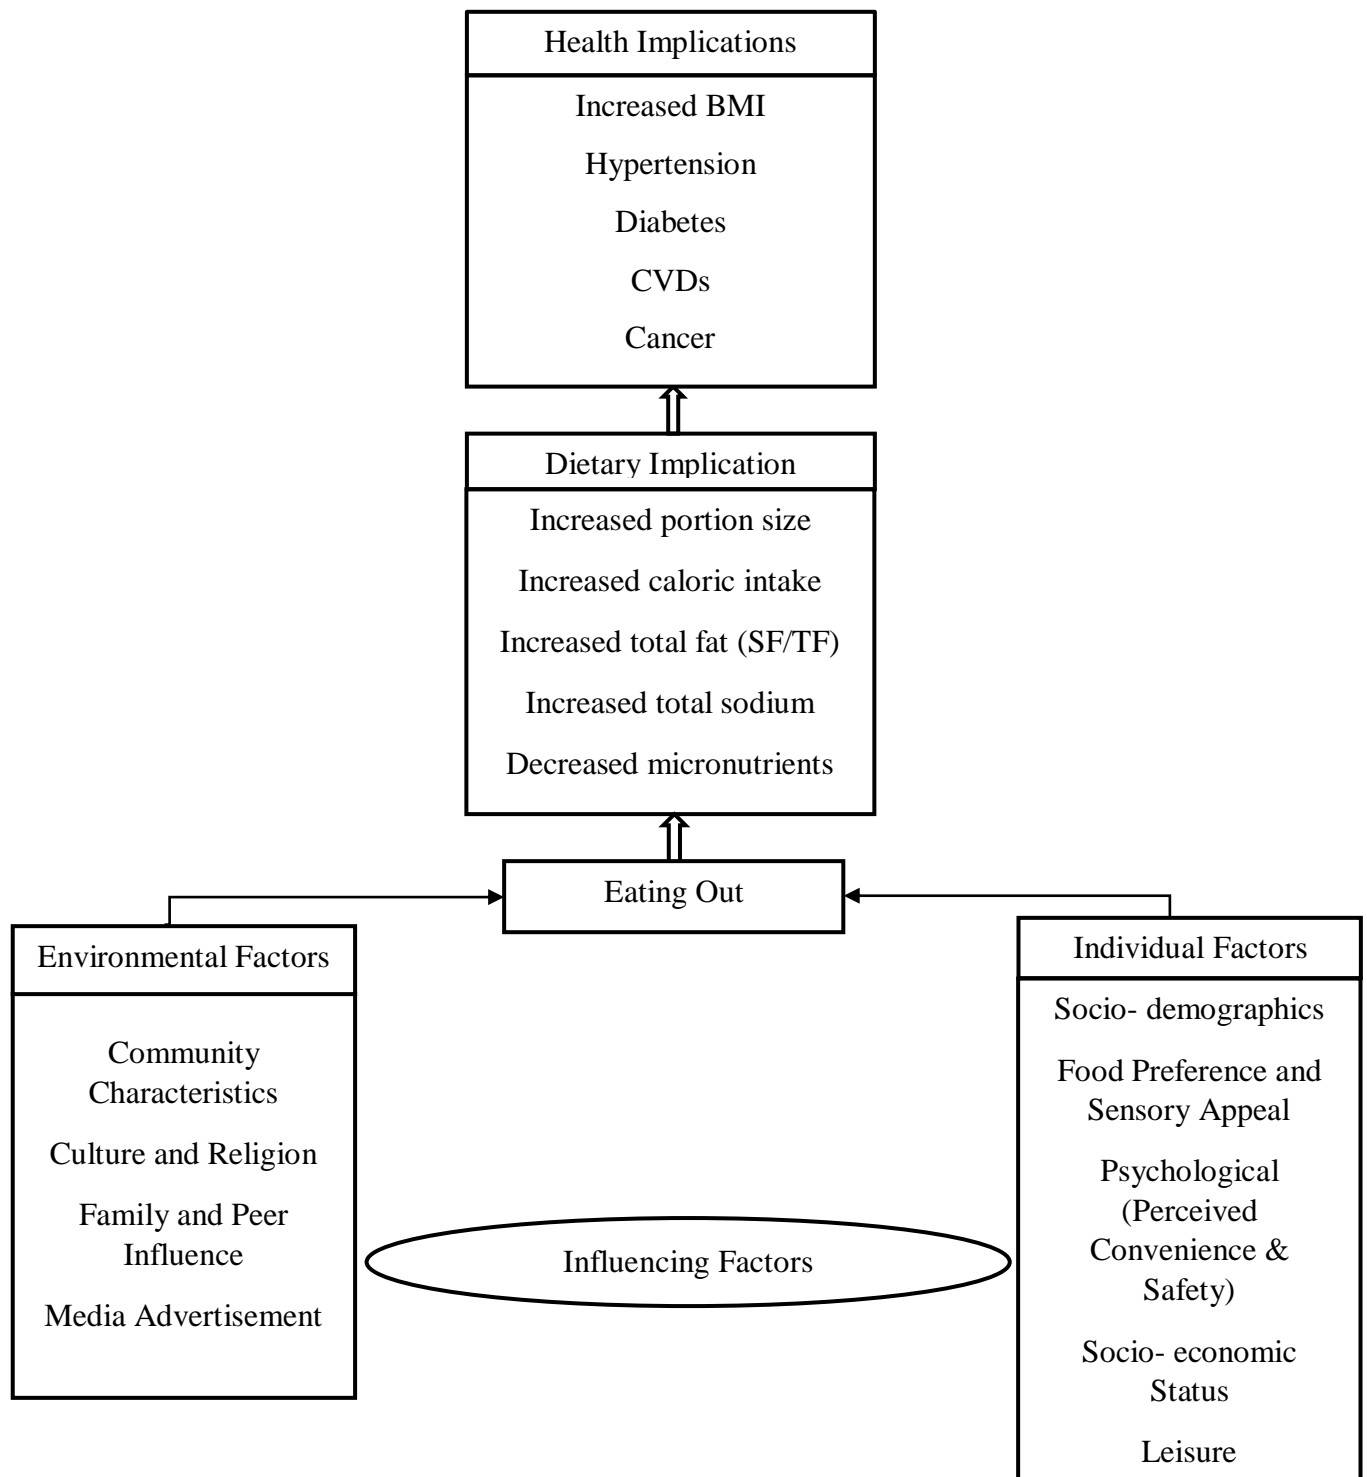 Health Implications
Increased BMI
Hypertension
Diabetes
CVDs
Cancer
Dietary Implication
Increased portion size
Increased caloric intake
Increased total fat (SF/TF)
Increased total sodium
Decreased micronutrients
Eating Out
Environmental Factors
Community
Characteristics
Culture and Religion
Family and Peer
Influence
Media Advertisement
Influencing Factors
Individual Factors
Socio- demographics
Food Preference and
Sensory Appeal
Psychological
(Perceived
Convenience &
Safety)
Socio- economic
Status
Leisure